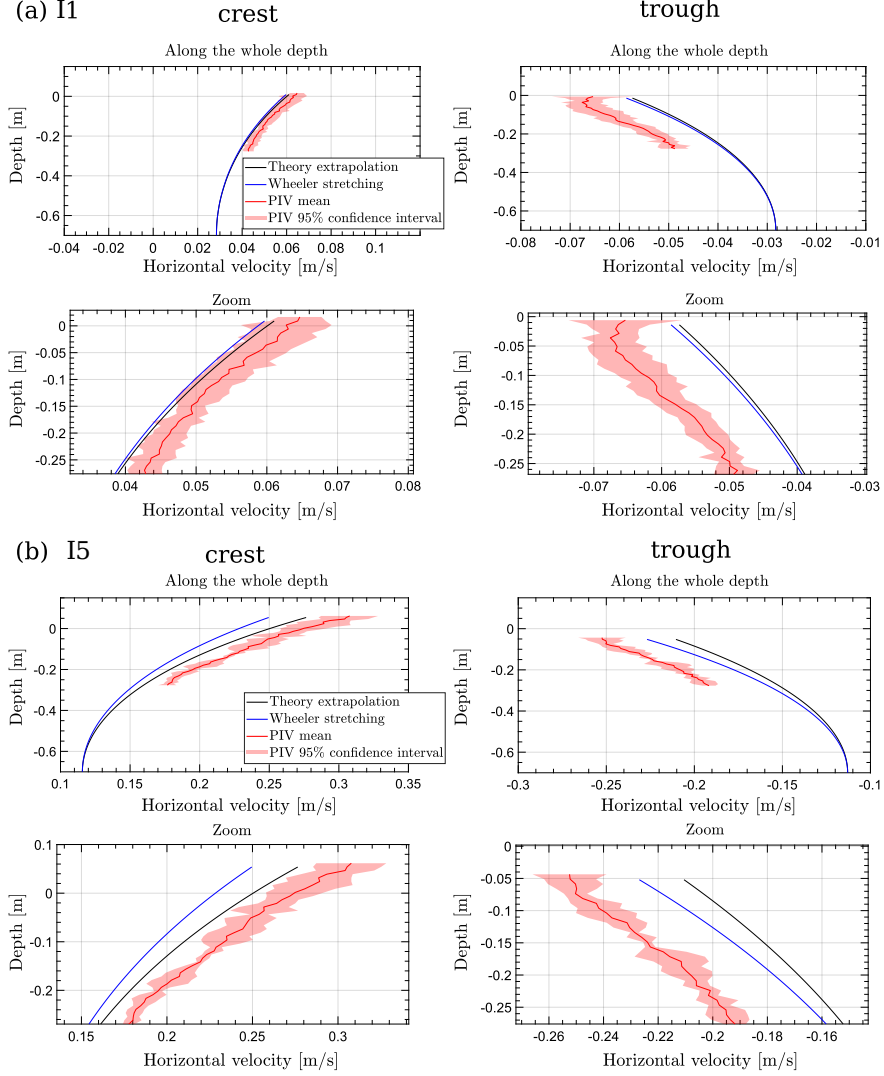 (a) I1 crest trough
Along the whole depth Along the whole depth
0
-0.2
-0.4
-0.6
Depth [m]
Theory extrapolation
Wheeler stretching
PIV mean
PIV 95% confidence interval
-0.04 -0.02 0 0.02 0.04 0.06 0.08 0.1
Horizontal velocity [m/s]
0
-0.2
-0.4
-0.6
Depth [m]
-0.08 -0.07 -0.06 -0.05 -0.04 -0.03 -0.02 -0.01
Horizontal velocity [m/s]
Zoom Zoom
0
-0.05
-0.1
-0.15
-0.2
-0.25
Depth [m]
0.04 0.05 0.06 0.07 0.08
Horizontal velocity [m/s]
0
-0.05
-0.1
-0.15
-0.2
-0.25
Depth [m]
-0.07 -0.06 -0.05 -0.04 -0.03
Horizontal velocity [m/s]
(b) I5 crest trough
Along the whole depth Along the whole depth
0
-0.2
-0.4
-0.6
Depth [m]
Theory extrapolation
Wheeler stretching
PIV mean
PIV 95% confidence interval
0.1 0.15 0.2 0.25 0.3 0.35
Horizontal velocity [m/s]
0
-0.2
-0.4
-0.6
Depth [m]
-0.3 -0.25 -0.2 -0.15 -0.1
Horizontal velocity [m/s]
Zoom Zoom
0.1
0
-0.1
-0.2
Depth [m]
0.15 0.2 0.25 0.3
Horizontal velocity [m/s]
0
-0.05
-0.1
-0.15
-0.2
-0.25
Depth [m]
-0.26 -0.24 -0.22 -0.2 -0.18 -0.16
Horizontal velocity [m/s]